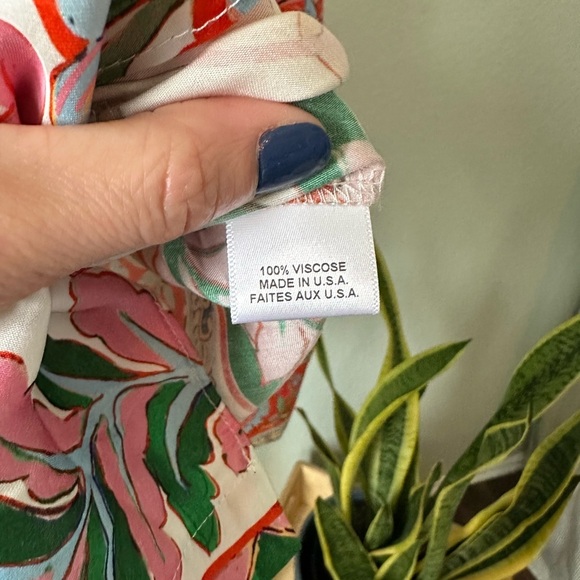 100% VISCOSE
MADE IN U.S.A.
FAITES AUX U.S.A.